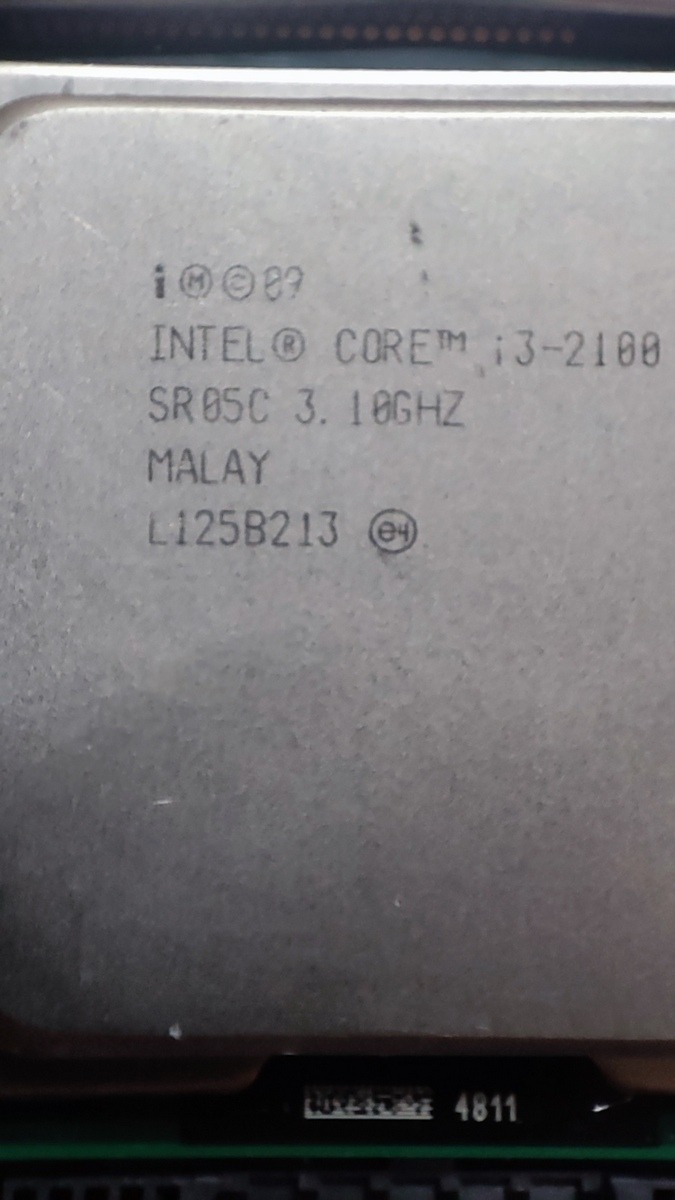 i Ⓜ © 09
INTEL® CORE™ i3-2100
SR05C 3.10GHZ
MALAY
L125B213 e4
4811